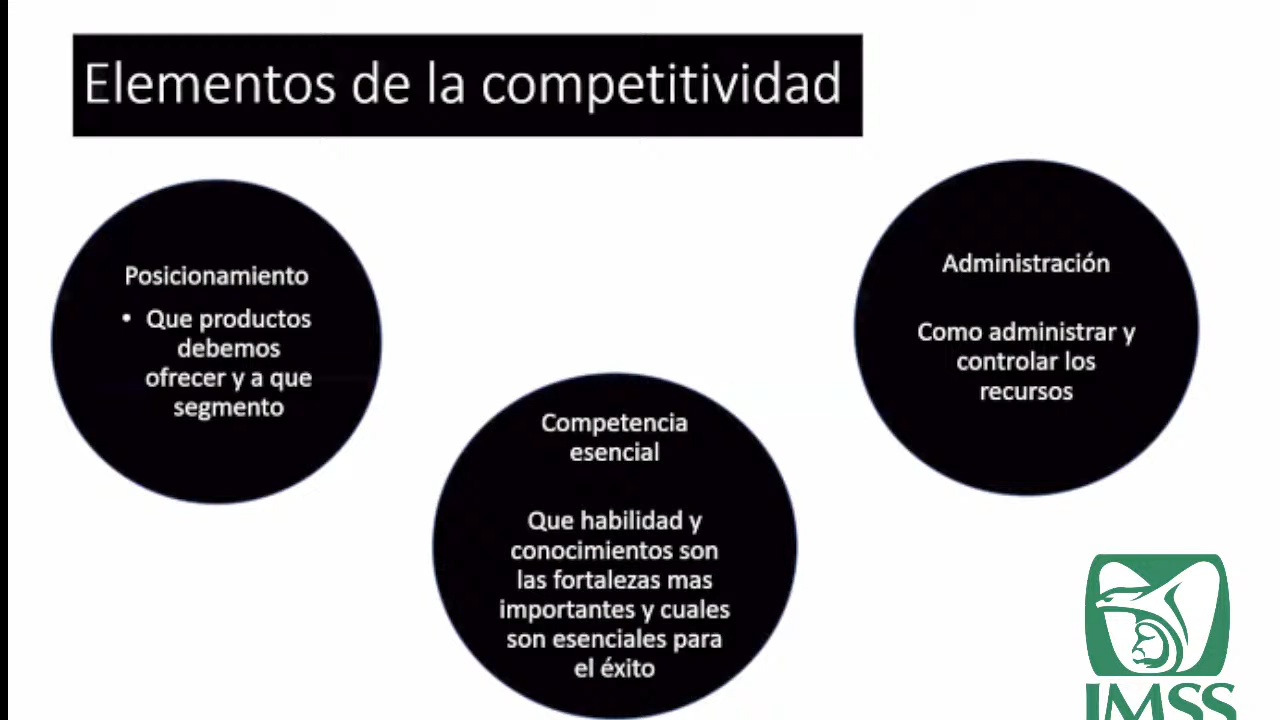 Elementos de la competitividad
Posicionamiento
• Que productos
debemos
ofrecer y a que
segmento
Competencia
esencial
Que habilidad y
conocimientos son
las fortalezas mas
importantes y cuales
son esenciales para
el éxito
Administración
Como administrar y
controlar los
recursos
IMSS